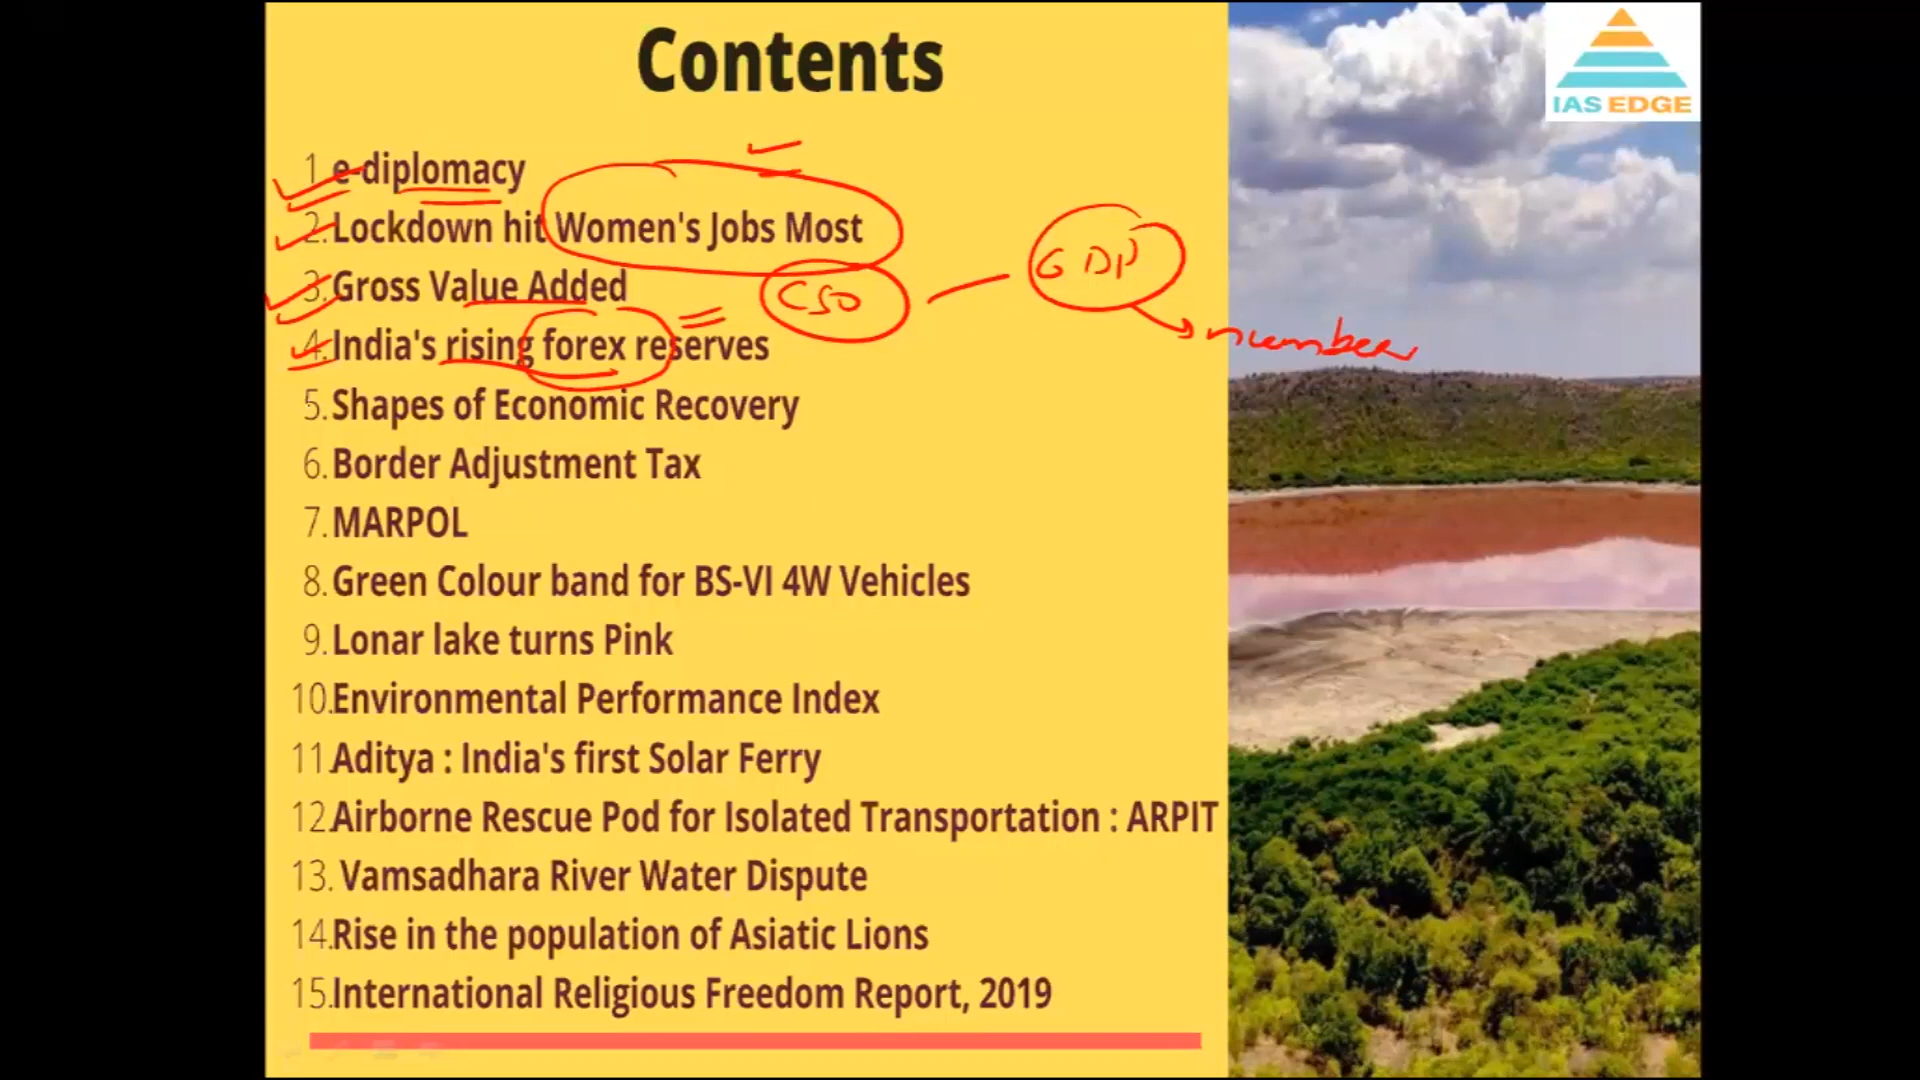 Contents
IAS EDGE
1. e-diplomacy
2. Lockdown hit Women's Jobs Most
3. Gross Value Added
CSO
GDP
number
4. India's rising forex reserves
5. Shapes of Economic Recovery
6. Border Adjustment Tax
7. MARPOL
8. Green Colour band for BS-VI 4W Vehicles
9. Lonar lake turns Pink
10. Environmental Performance Index
11. Aditya : India's first Solar Ferry
12. Airborne Rescue Pod for Isolated Transportation : ARPIT
13. Vamsadhara River Water Dispute
14. Rise in the population of Asiatic Lions
15. International Religious Freedom Report, 2019